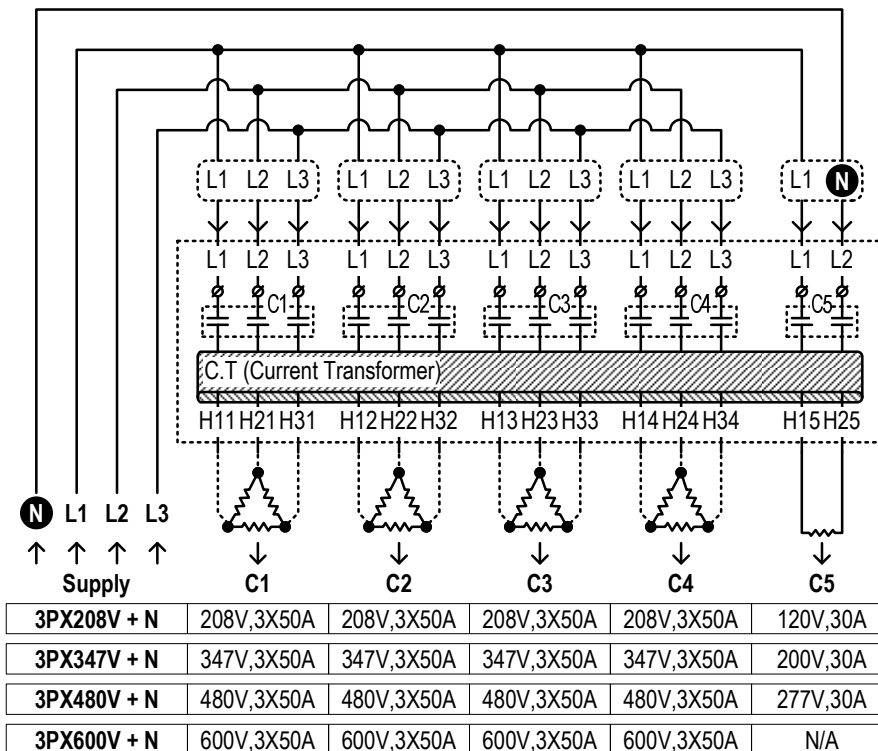 L1 L2 L3 L1 L2 L3 L1 L2 L3 L1 L2 L3 L1 N
L1 L2 L3 L1 L2 L3 L1 L2 L3 L1 L2 L3 L1 L2
C1 C2 C3 C4 C5
C.T (Current Transformer)
H11 H21 H31 H12 H22 H32 H13 H23 H33 H14 H24 H34 H15 H25
N L1 L2 L3
Supply C1 C2 C3 C4 C5
3PX208V + N 208V,3X50A 208V,3X50A 208V,3X50A 208V,3X50A 120V,30A
3PX347V + N 347V,3X50A 347V,3X50A 347V,3X50A 347V,3X50A 200V,30A
3PX480V + N 480V,3X50A 480V,3X50A 480V,3X50A 480V,3X50A 277V,30A
3PX600V + N 600V,3X50A 600V,3X50A 600V,3X50A 600V,3X50A N/A